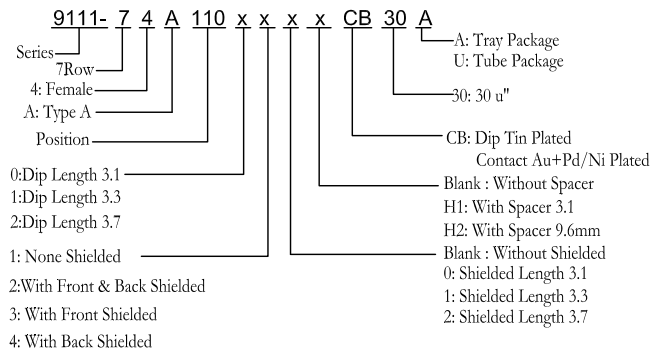 9111- 7 4 A 110 x x x x CB 30 A
Series
7Row
4: Female
A: Type A
Position
0:Dip Length 3.1
1:Dip Length 3.3
2:Dip Length 3.7
1: None Shielded
2:With Front & Back Shielded
3: With Front Shielded
4: With Back Shielded
A: Tray Package
U: Tube Package
30: 30 u"
CB: Dip Tin Plated
Contact Au+Pd/Ni Plated
Blank : Without Spacer
H1: With Spacer 3.1
H2: With Spacer 9.6mm
Blank : Without Shielded
0: Shielded Length 3.1
1: Shielded Length 3.3
2: Shielded Length 3.7